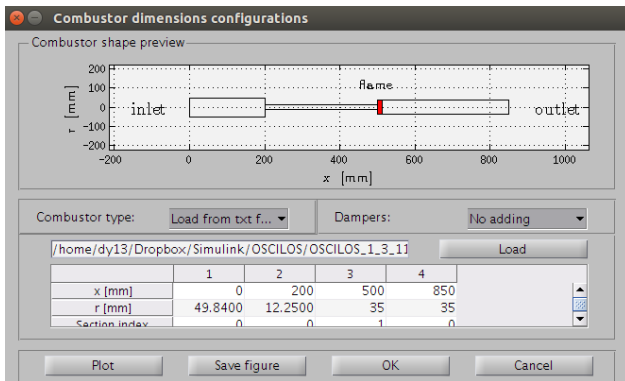 Combustor dimensions configurations
Combustor shape preview
200
100
0
-100
-200
r [mm]
flame
inlet
outlet
-200 0 200 400 600 800 1000
x [mm]
Combustor type: Load from txt f... Dampers: No adding
/home/dy13/Dropbox/Simulink/OSCILOS/OSCILOS_1_3_11 Load
1 2 3 4
x [mm] 0 200 500 850
r [mm] 49.8400 12.2500 35 35
Section index 0 0 1 0
Plot Save figure OK Cancel